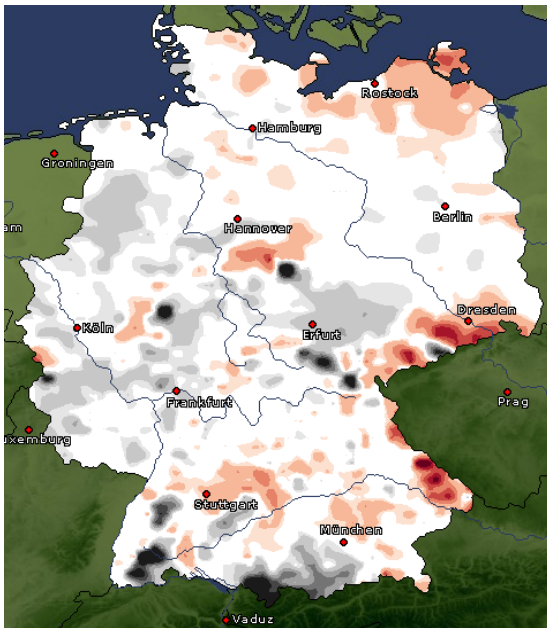 Rostock
Hamburg
Groningen
Berlin
am
Hannover
Dresden
Köln
Erfurt
Frankfurt
Prag
uxemburg
Stuttgart
München
Vaduz